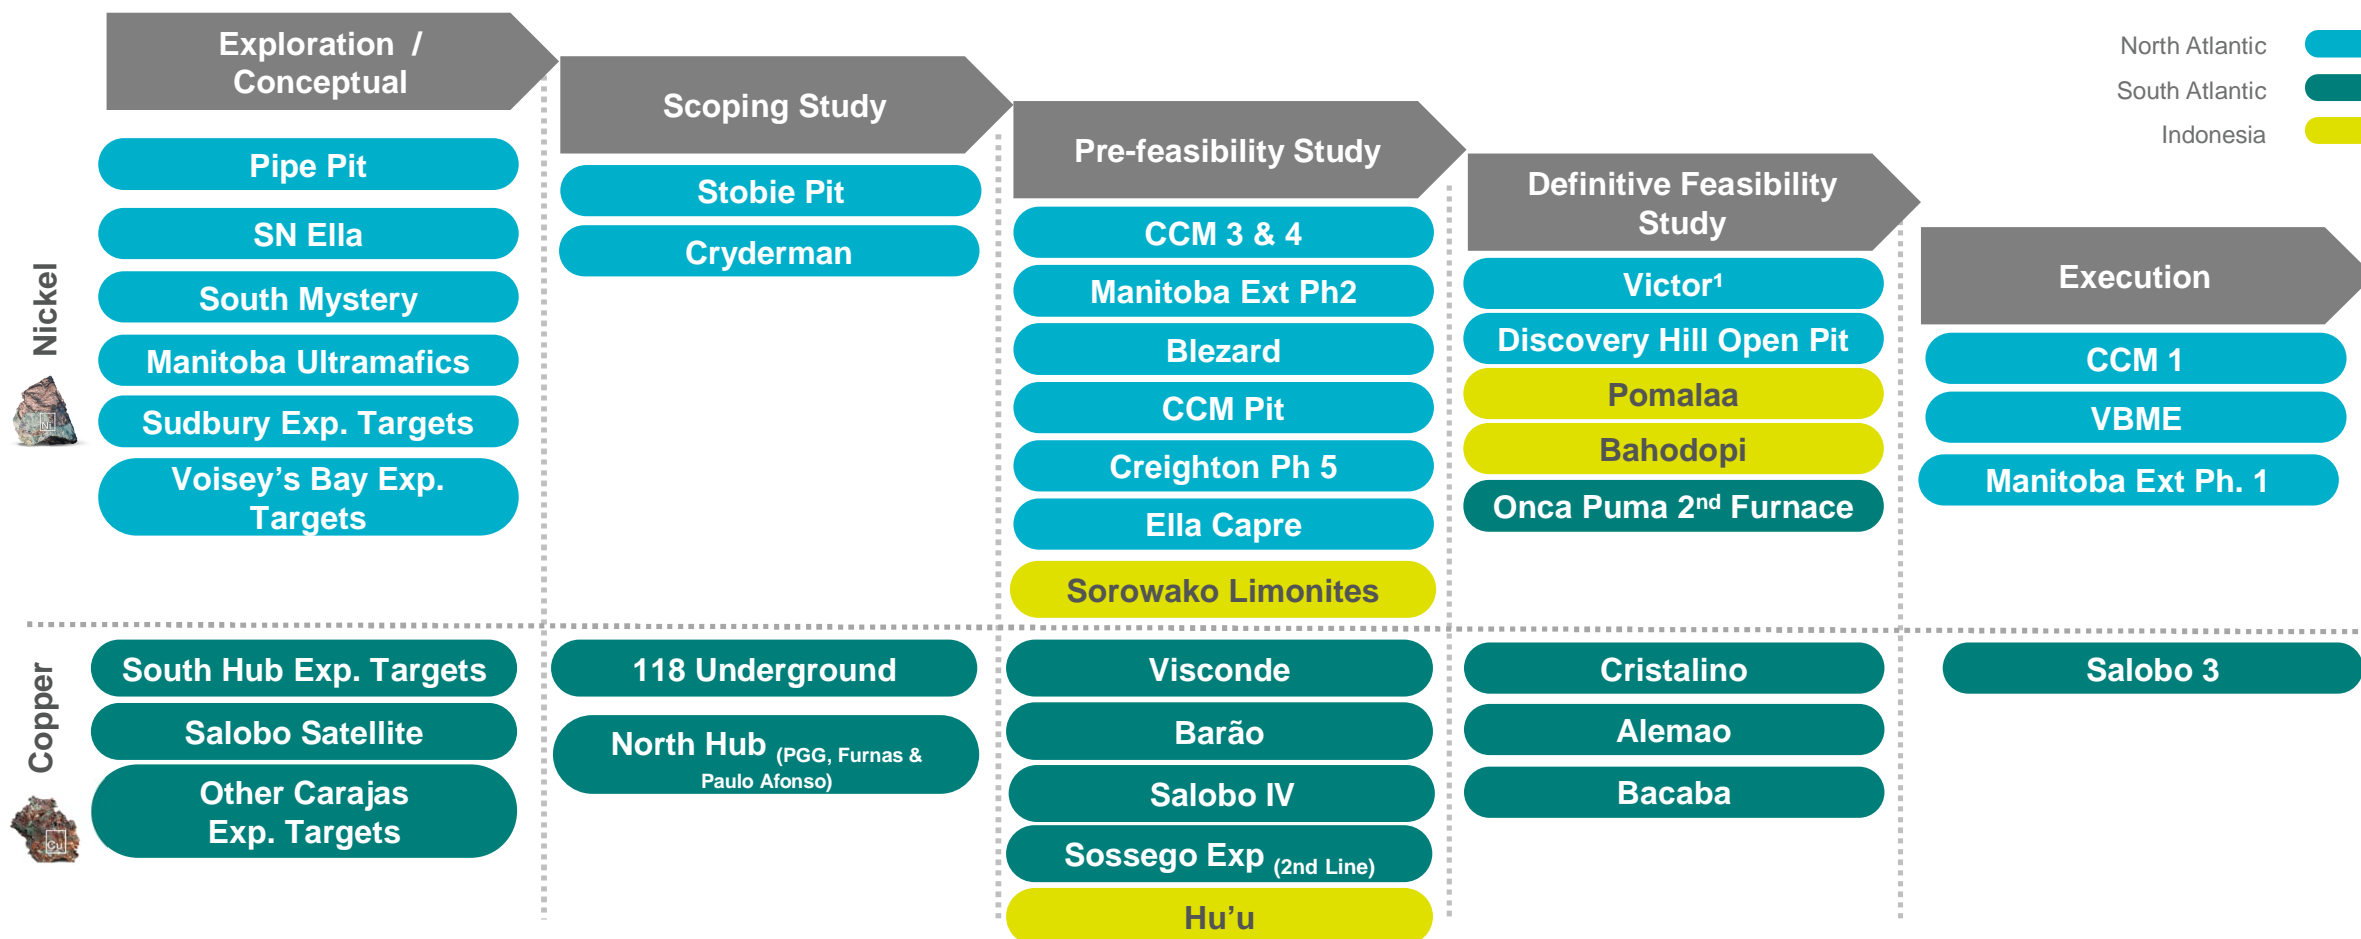 Exploration /
Conceptual
Scoping Study
Pre-feasibility Study
Definitive Feasibility
Study
Execution
North Atlantic
South Atlantic
Indonesia
Nickel
Ni
Pipe Pit
SN Ella
South Mystery
Manitoba Ultramafics
Sudbury Exp. Targets
Voisey’s Bay Exp.
Targets
Stobie Pit
Cryderman
CCM 3 & 4
Manitoba Ext Ph2
Blezard
CCM Pit
Creighton Ph 5
Ella Capre
Sorowako Limonites
Victor¹
Discovery Hill Open Pit
Pomalaa
Bahodopi
Onca Puma 2nd Furnace
CCM 1
VBME
Manitoba Ext Ph. 1
Copper
Cu
South Hub Exp. Targets
Salobo Satellite
Other Carajas
Exp. Targets
118 Underground
North Hub (PGG, Furnas &
Paulo Afonso)
Visconde
Barão
Salobo IV
Sossego Exp (2nd Line)
Hu’u
Cristalino
Alemao
Bacaba
Salobo 3